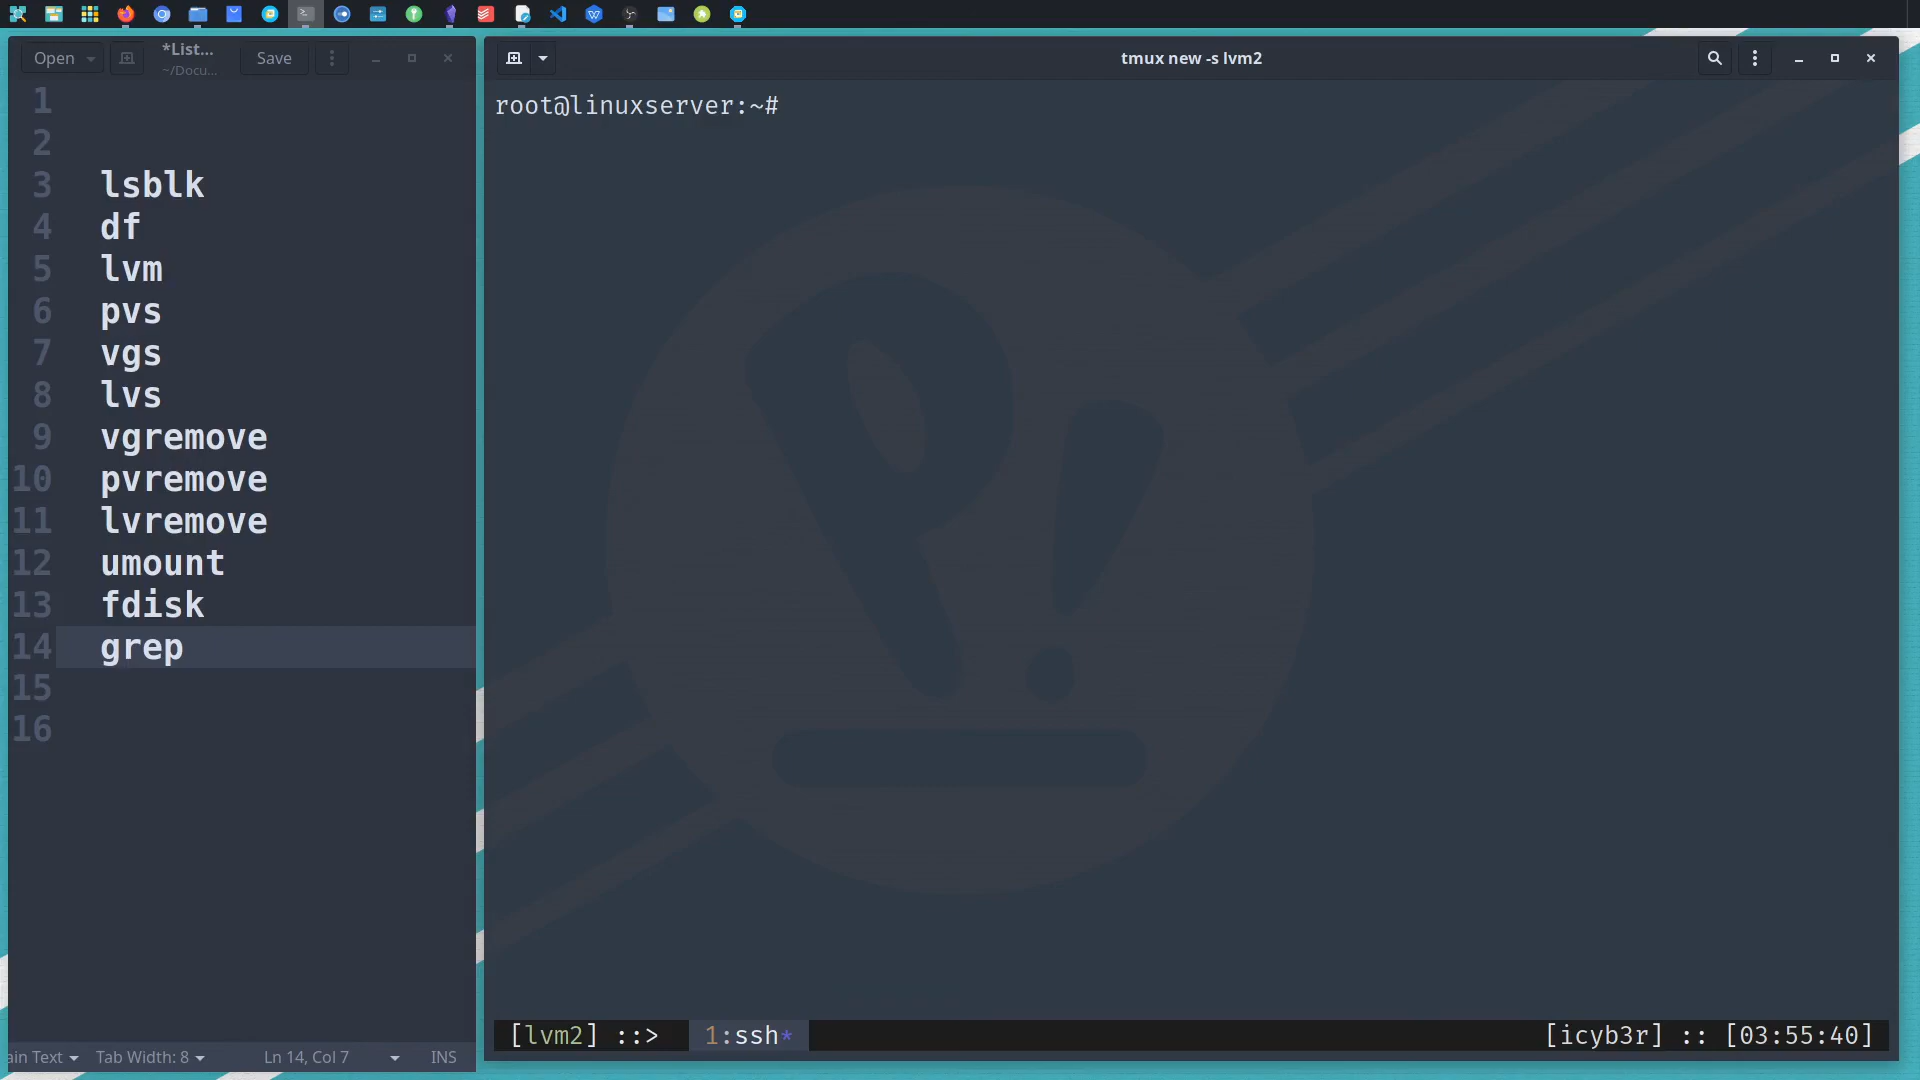 Open
*List...
~/Docu...
Save
1
2
3 lsblk
4 df
5 lvm
6 pvs
7 vgs
8 lvs
9 vgremove
10 pvremove
11 lvremove
12 umount
13 fdisk
14 grep
15
16
ain Text Tab Width: 8 Ln 14, Col 7 INS
tmux new -s lvm2
root@linuxserver:~#
[lvm2] ::> 1:ssh* [icyb3r] :: [03:55:40]